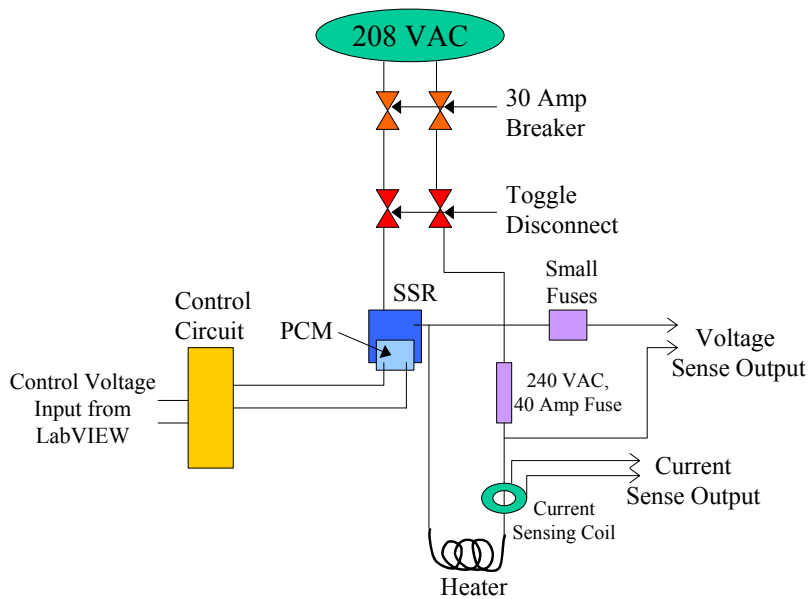 208 VAC
30 Amp
Breaker
Toggle
Disconnect
Small
Fuses
SSR
Control
Circuit
PCM
Voltage
Sense Output
Control Voltage
Input from
LabVIEW
240 VAC,
40 Amp Fuse
Current
Sense Output
Current
Sensing Coil
Heater